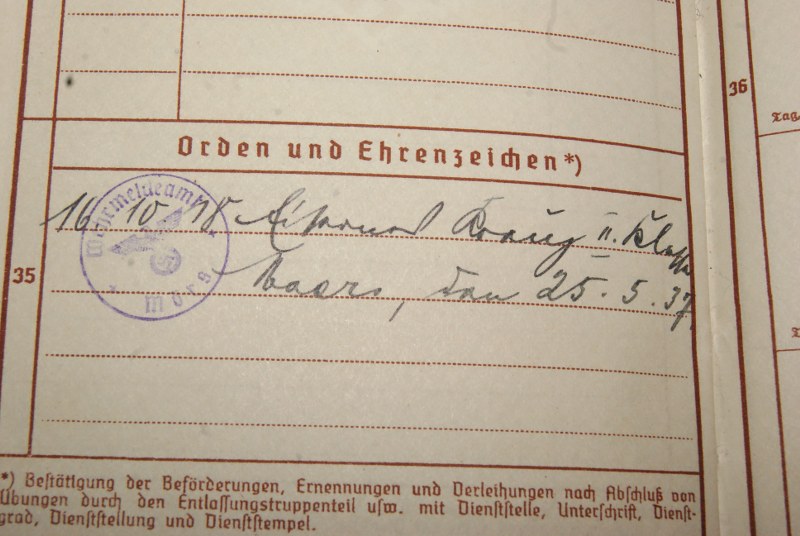 36
Tag
Orden und Ehrenzeichen*)
Wehrmeldeamt
Mörs
16 10 18 Eisernes Kreuz II. Klasse
35
Moers, den 25. 5. 37.
*) Bestätigung der Beförderungen, Ernennungen und Verleihungen nach Abschluß von
Übungen durch den Entlassungstruppenteil usw. mit Dienststelle, Unterschrift, Dienst-
grad, Dienststellung und Dienststempel.